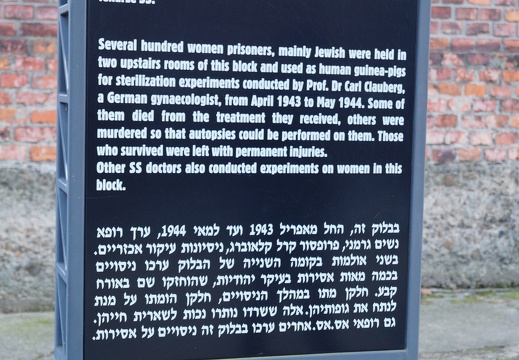 towards SS.
Several hundred women prisoners, mainly Jewish were held in
two upstairs rooms of this block and used as human guinea-pigs
for sterilization experiments conducted by Prof. Dr Carl Clauberg,
a German gynaecologist, from April 1943 to May 1944. Some of
them died from the treatment they received, others were
murdered so that autopsies could be performed on them. Those
who survived were left with permanent injuries.
Other SS doctors also conducted experiments on women in this
block.
בבלוק זה, החל מאפריל 1943 ועד למאי 1944, ערך רופא
נשים גרמני, פרופסור קרל קלאוברג, ניסיונות עיקור אכזריים.
בשני אולמות בקומה השנייה של הבלוק ערכו ניסויים
בכמה מאות אסירות בעיקר יהודיות, שהוחזקו שם באורח
קבע. חלקן מתו במהלך הניסויים, חלקן הומתו על מנת
לנתח את גופותיהן. אלה ששרדו נותרו נכות לשארית חייהן.
גם רופאי אס.אס. אחרים ערכו בבלוק זה ניסויים על אסירות.